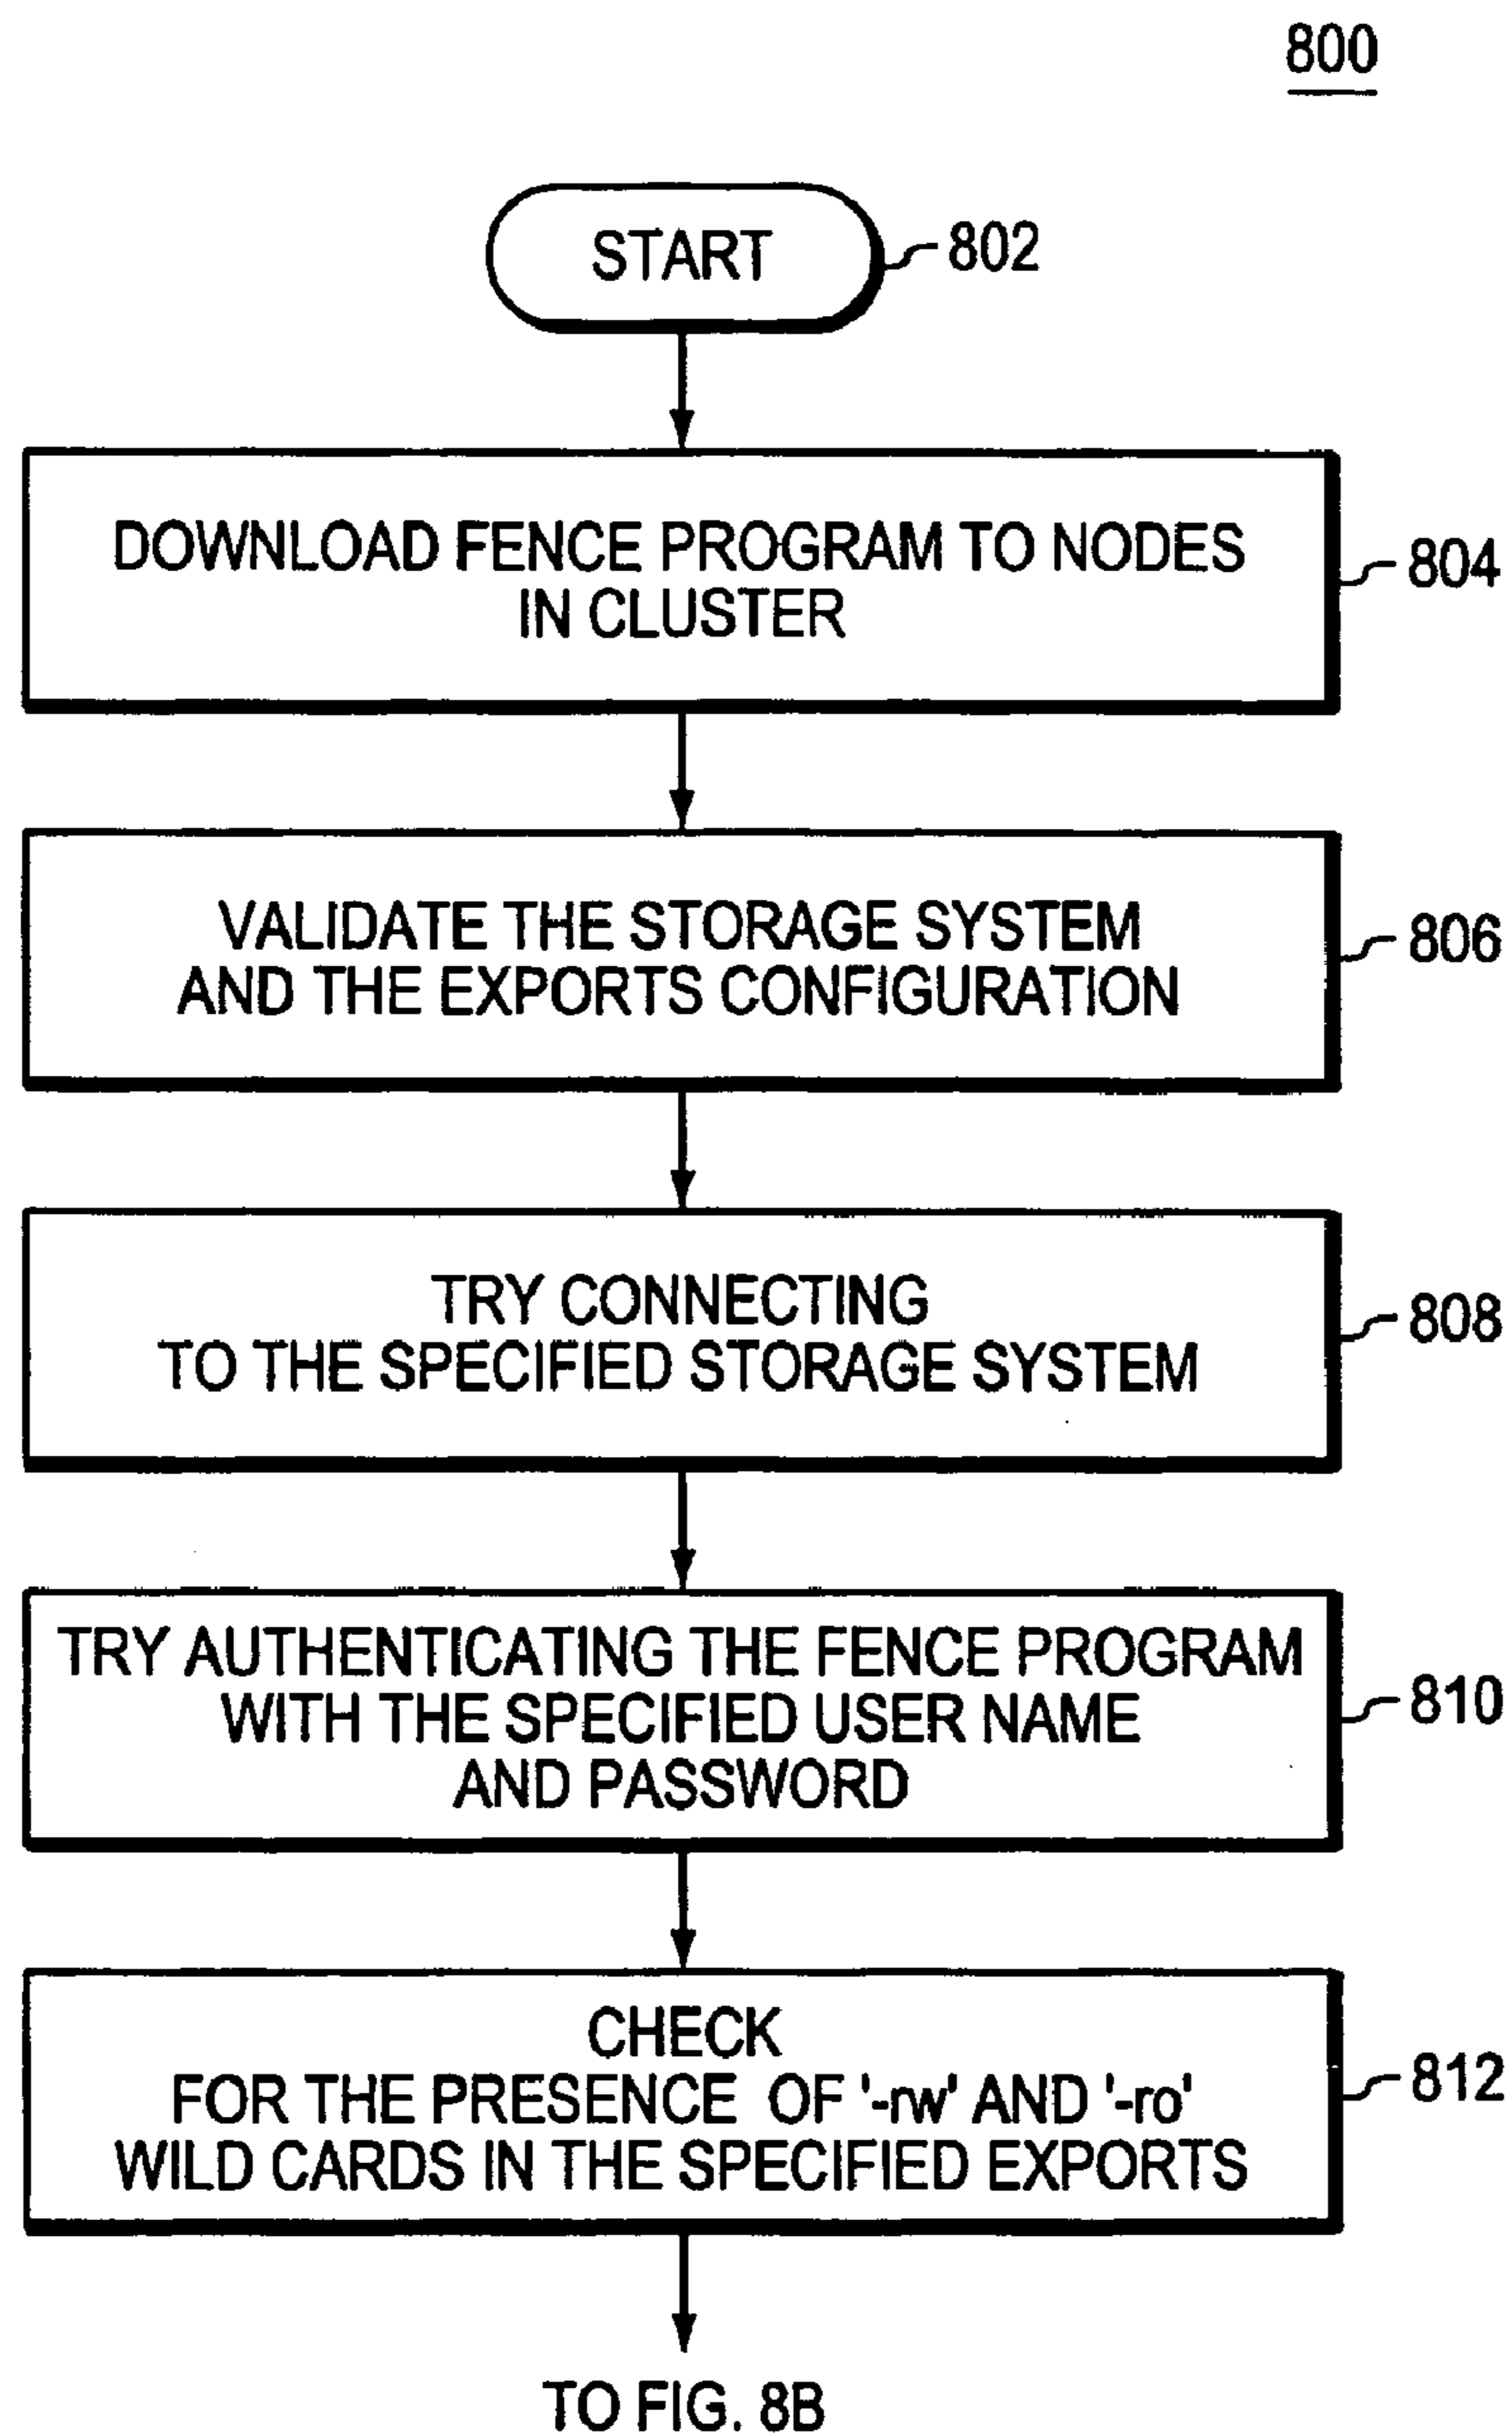 800
START
802
DOWNLOAD FENCE PROGRAM TO NODES
IN CLUSTER
804
VALIDATE THE STORAGE SYSTEM
AND THE EXPORTS CONFIGURATION
806
TRY CONNECTING
TO THE SPECIFIED STORAGE SYSTEM
808
TRY AUTHENTICATING THE FENCE PROGRAM
WITH THE SPECIFIED USER NAME
AND PASSWORD
810
CHECK
FOR THE PRESENCE OF '-rw' AND '-ro'
WILD CARDS IN THE SPECIFIED EXPORTS
812
TO FIG. 8B